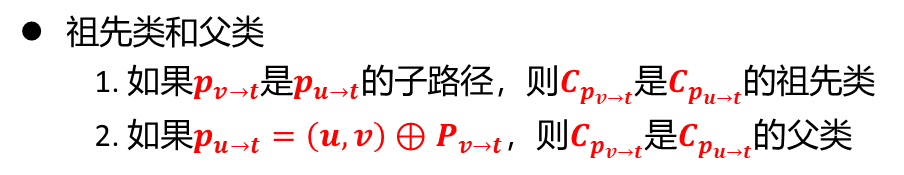 ● 祖先类和父类
1. 如果p_{v→t}是p_{u→t}的子路径，则C_{p_{v→t}}是C_{p_{u→t}}的祖先类
2. 如果p_{u→t} = (u, v) ⊕ P_{v→t}，则C_{p_{v→t}}是C_{p_{u→t}}的父类